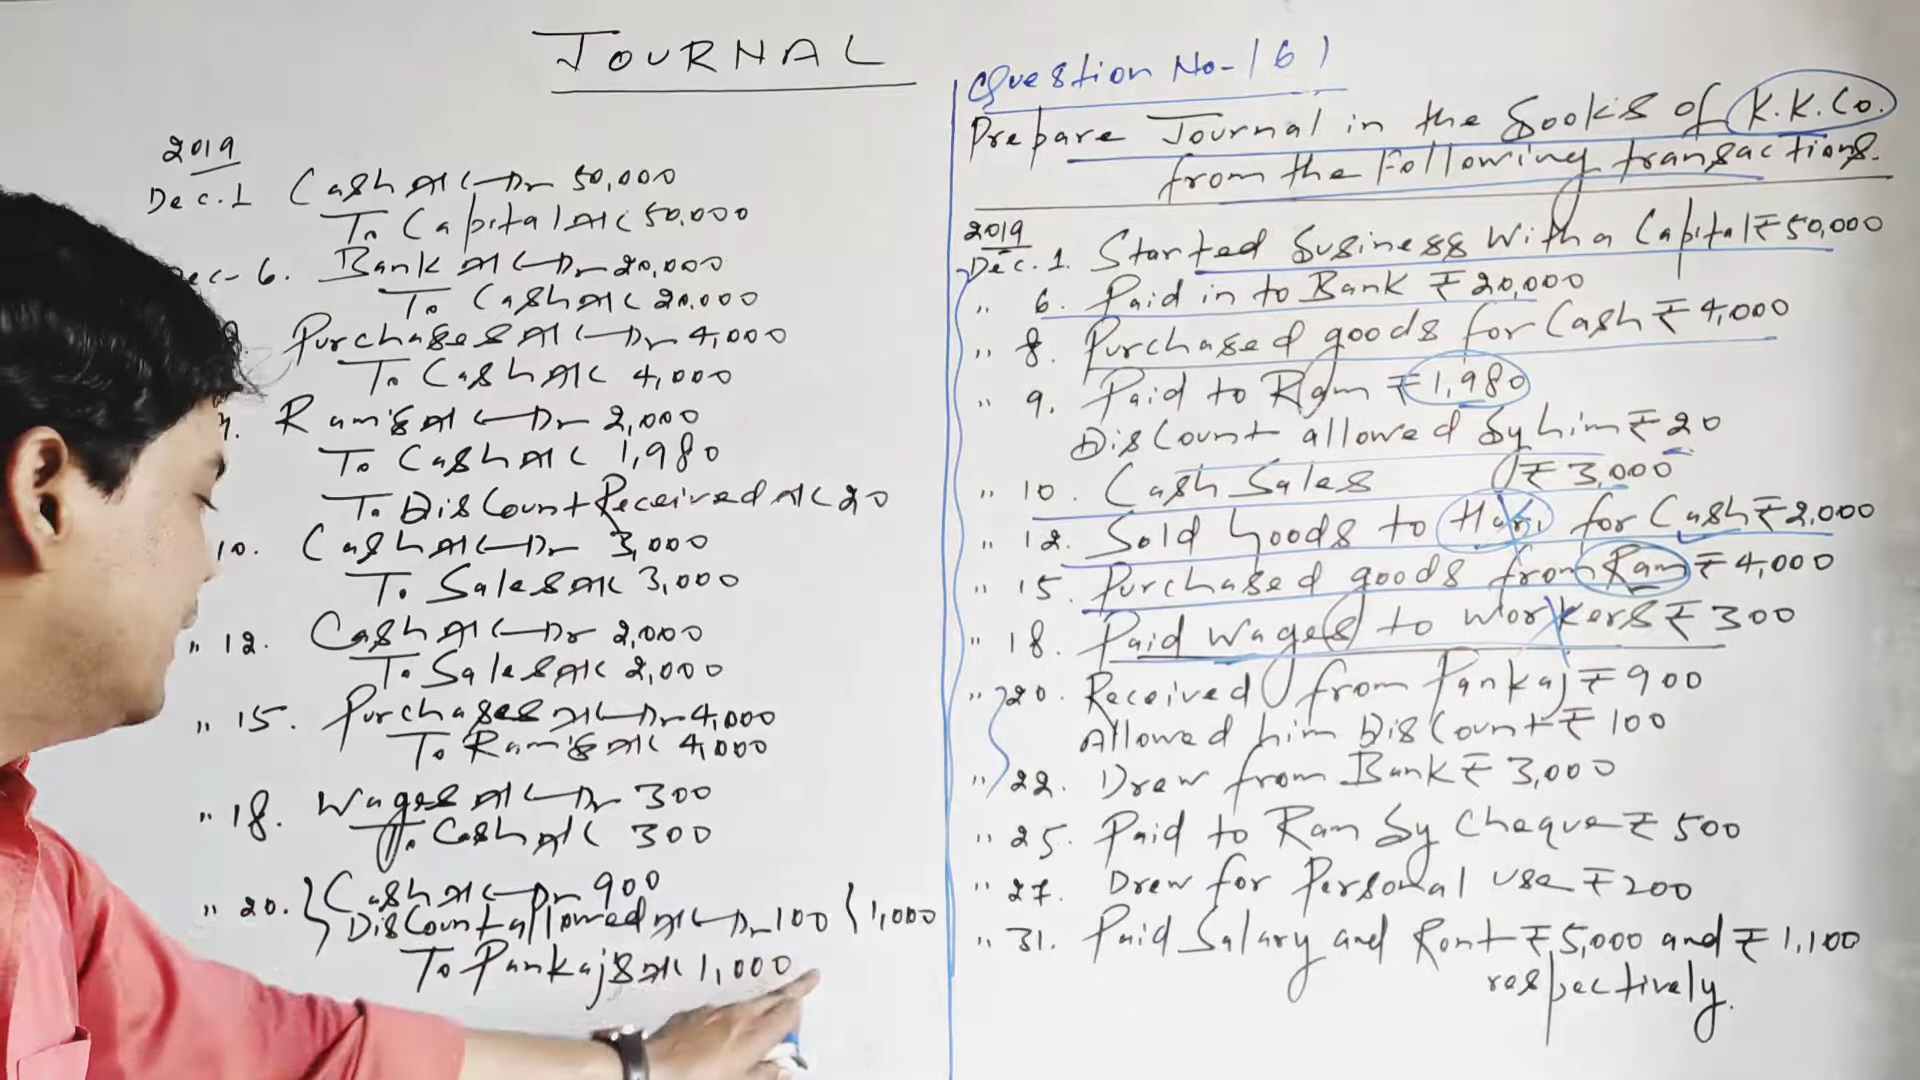 JOURNAL
2019
Dec. 1 Cash A/c Dr 50,000
To Capital A/c 50,000
ec- 6. Bank A/c Dr 20,000
To Cash A/c 20,000
Purchases A/c Dr 4,000
To Cash A/c 4,000
9. Ram's A/c Dr 2,000
To Cash A/c 1,980
To Discount Received A/c 20
10. Cash A/c Dr 3,000
To Sales A/c 3,000
" 12. Cash A/c Dr 2,000
To Sales A/c 2,000
" 15. Purchases A/c Dr 4,000
To Ram's A/c 4,000
" 18. Wages A/c Dr 300
To Cash A/c 300
" 20. Cash A/c Dr 900
Discount allowed A/c Dr 100 } 1,000
To Pankaj's A/c 1,000
Question No-161
Prepare Journal in the books of K.K.Co.
from the Following transactions.
2019
Dec. 1. Started business With a Capital ₹ 50,000
" 6. Paid in to Bank ₹ 20,000
" 8. Purchased goods for Cash ₹ 4,000
" 9. Paid to Ram ₹ 1,980
Discount allowed by him ₹ 20
" 10. Cash Sales ₹ 3,000
" 12. Sold Goods to Hari for Cash ₹ 2,000
" 15. Purchased goods from Ram ₹ 4,000
" 18. Paid Wages to workers ₹ 300
" 20. Received from Pankaj ₹ 900
Allowed him Discount ₹ 100
" 22. Drew from Bank ₹ 3,000
" 25. Paid to Ram by Cheque ₹ 500
" 27. Drew for Personal use ₹ 200
" 31. Paid Salary and Rent ₹ 5,000 and ₹ 1,100
respectively.